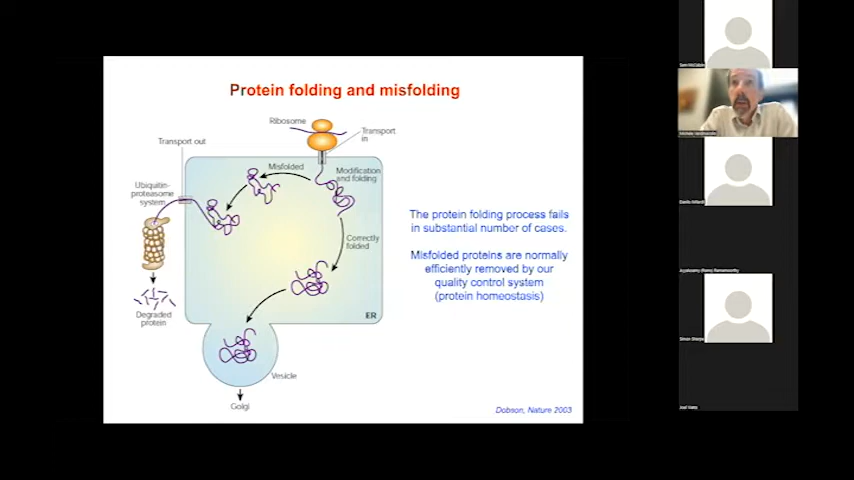 Protein folding and misfolding
Ribosome
Transport
in
Transport out
Misfolded
Modification
and folding
Ubiquitin-
proteasome
system
Correctly
folded
Degraded
protein
ER
Vesicle
Golgi
The protein folding process fails
in substantial number of cases.
Misfolded proteins are normally
efficiently removed by our
quality control system
(protein homeostasis)
Dobson, Nature 2003